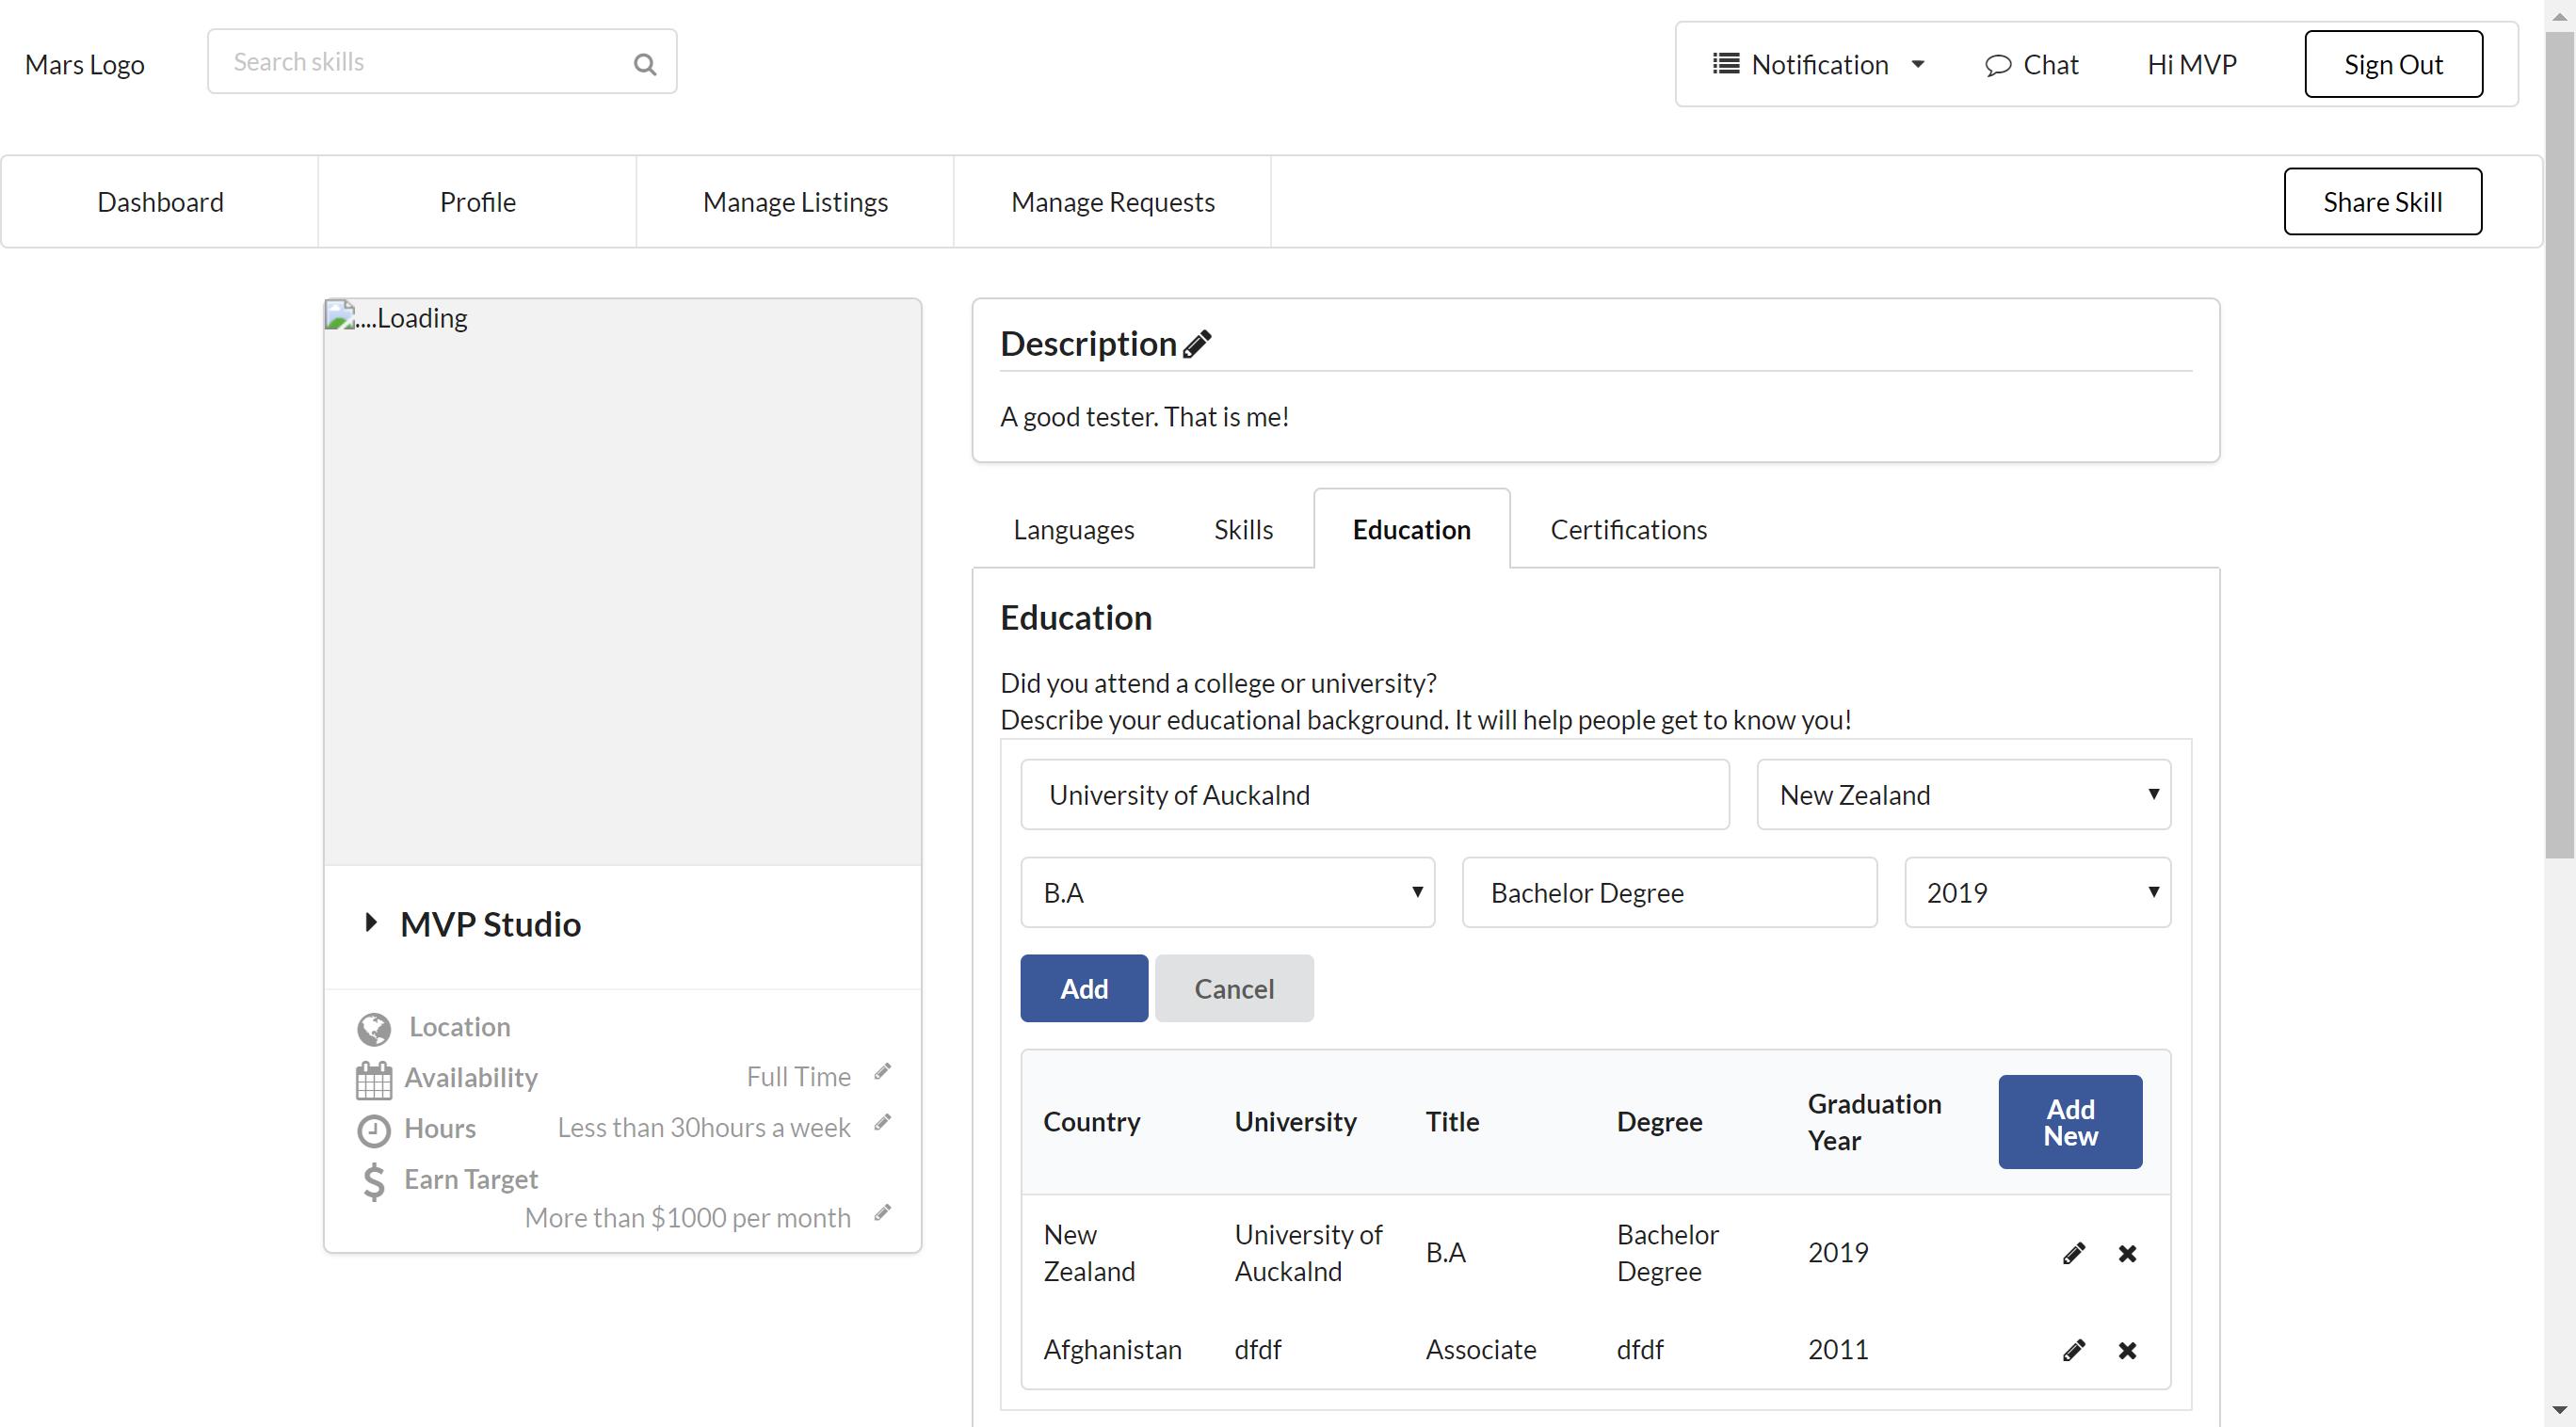 Mars Logo
Search skills
Notification
Chat
Hi MVP
Sign Out
Dashboard
Profile
Manage Listings
Manage Requests
Share Skill
....Loading
MVP Studio
Location
Availability
Full Time
Hours
Less than 30hours a week
Earn Target
More than $1000 per month
Description
A good tester. That is me!
Languages
Skills
Education
Certifications
Education
Did you attend a college or university?
Describe your educational background. It will help people get to know you!
University of Auckalnd
New Zealand
B.A
Bachelor Degree
2019
Add
Cancel
Country
University
Title
Degree
Graduation
Year
Add
New
New
Zealand
University of
Auckalnd
B.A
Bachelor
Degree
2019
Afghanistan
dfdf
Associate
dfdf
2011